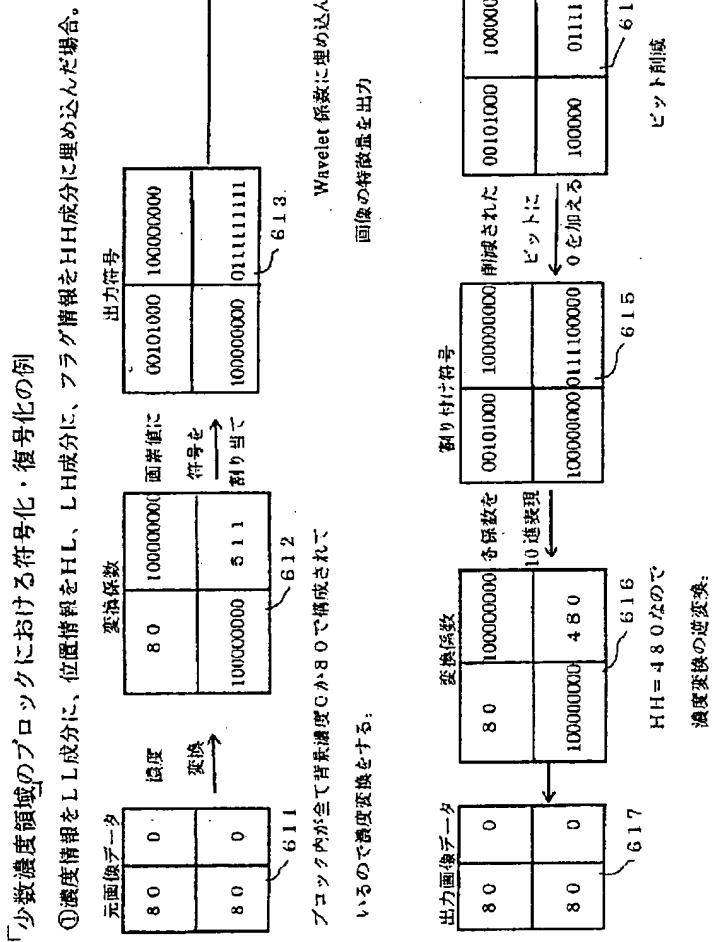 「少数濃度領域」のブロックにおける符号化・復号化の例
①濃度情報をLL成分に、位置情報をHL、LH成分に、フラグ情報をHH成分に埋め込んだ場合。
元画像データ
80 0
80 0
611
濃度
変換
変換係数
80 100000000
100000000 511
612
画素値に
符号を
割り当て
出力符号
00101000 100000000
100000000 0111111111
613
ブロック内が全て背景濃度0か80で構成されて
いるので濃度変換をする。
Wavelet係数に埋め込ん
画像の特徴量を出力
出力画像データ
80 0
80 0
617
変換係数
80 100000000
100000000 480
616
HH=480なので
濃度変換の逆変換。
各係数を
10進表現
割り付け符号
00101000 100000000
100000000 0111100000
615
削減された
ビットに
0を加える
00101000 100000
100000 01111
61
ビット削減